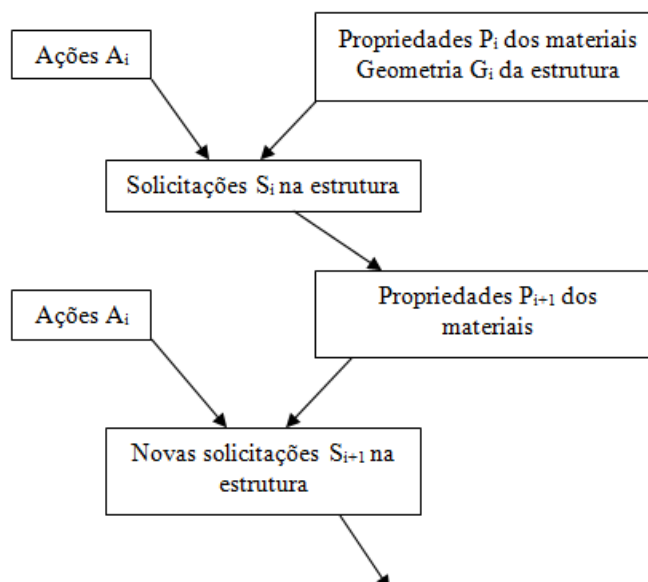 Ações Aᵢ
Propriedades Pᵢ dos materiais
Geometria Gᵢ da estrutura
Solicitações Sᵢ na estrutura
Ações Aᵢ
Propriedades Pᵢ₊₁ dos
materiais
Novas solicitações Sᵢ₊₁ na
estrutura